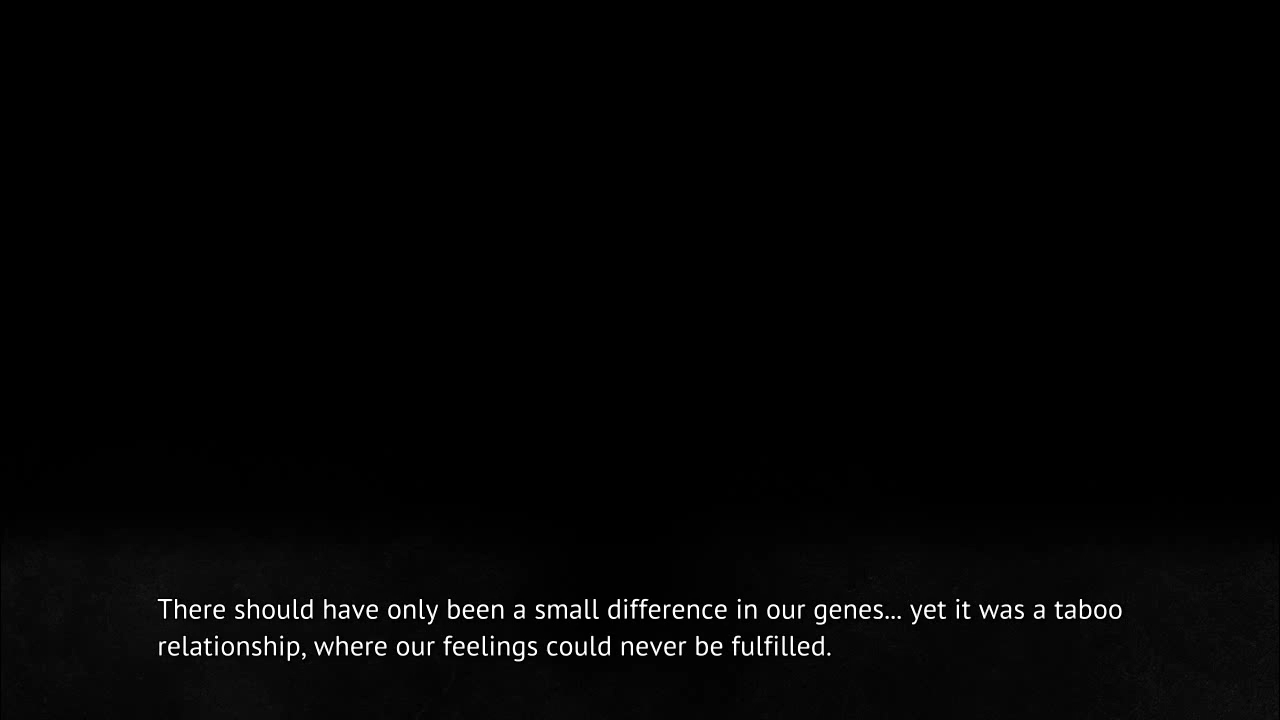 There should have only been a small difference in our genes... yet it was a taboo
relationship, where our feelings could never be fulfilled.